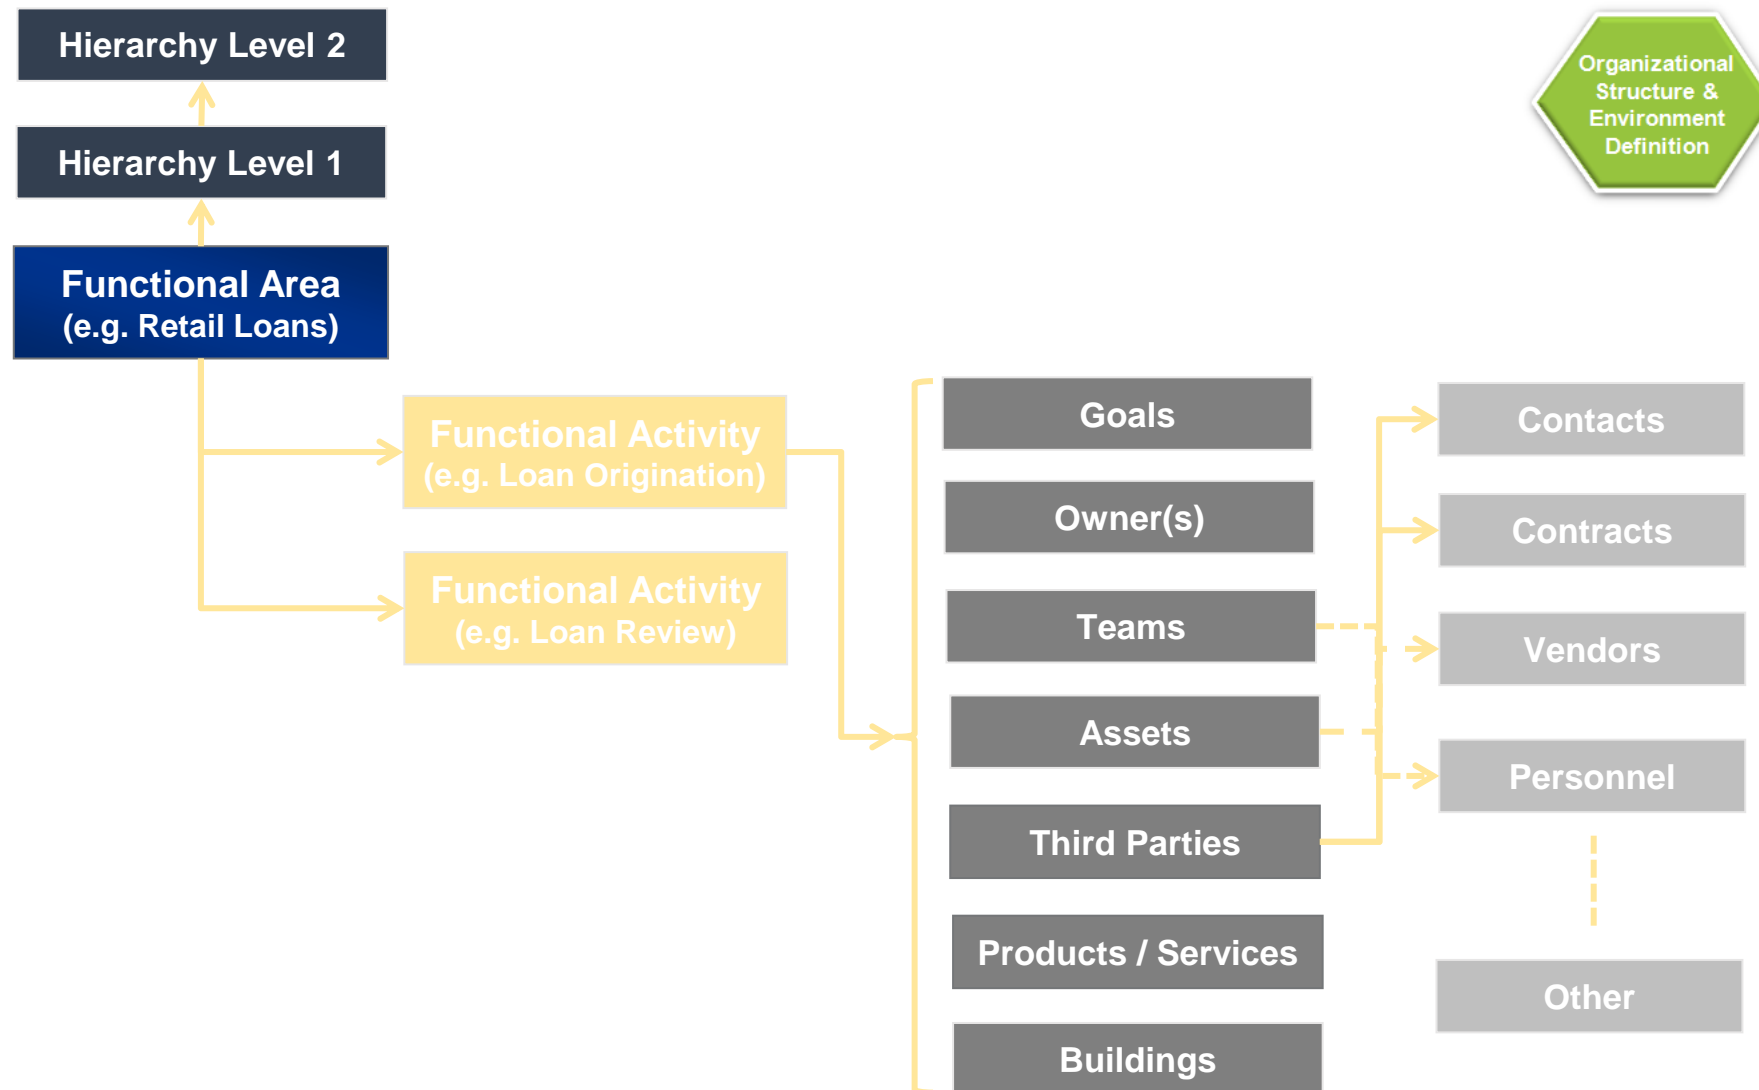 Hierarchy Level 2
Organizational
Structure &
Environment
Definition
Hierarchy Level 1
Functional Area
(e.g. Retail Loans)
Functional Activity
(e.g. Loan Origination)
Functional Activity
(e.g. Loan Review)
Goals
Owner(s)
Teams
Assets
Third Parties
Products / Services
Buildings
Contacts
Contracts
Vendors
Personnel
Other